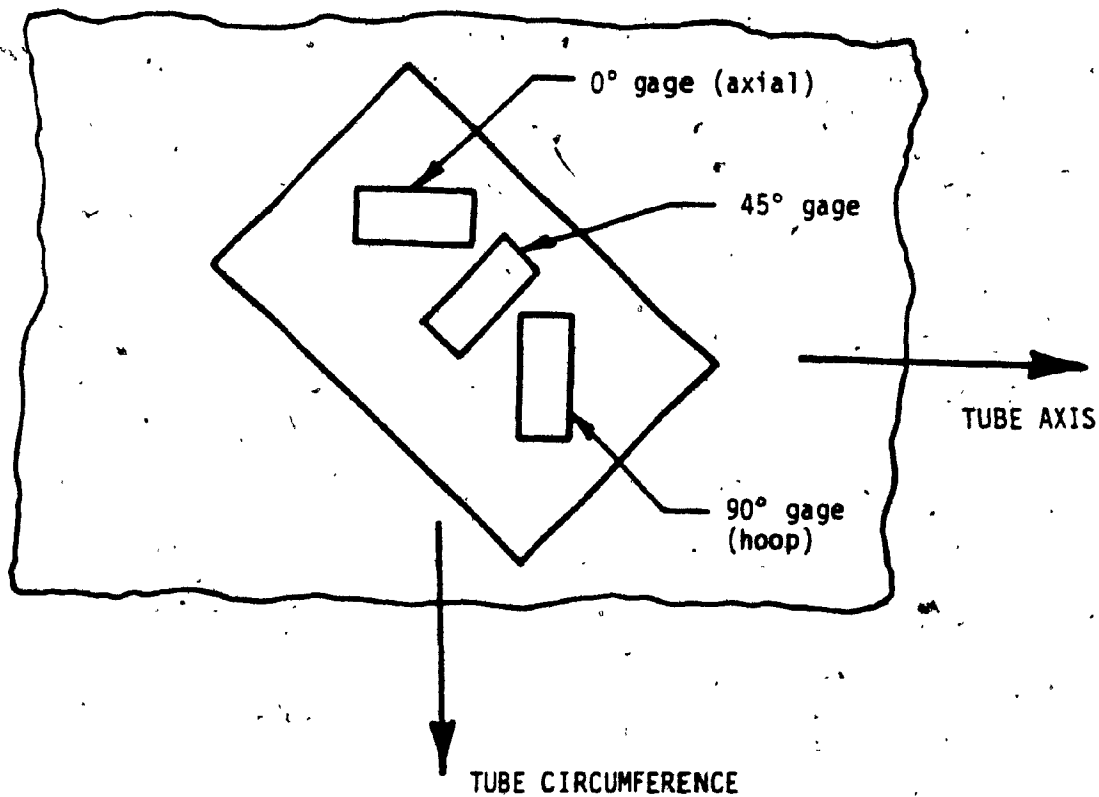 0° gage (axial)
45° gage
TUBE AXIS
90° gage
(hoop)
TUBE CIRCUMFERENCE